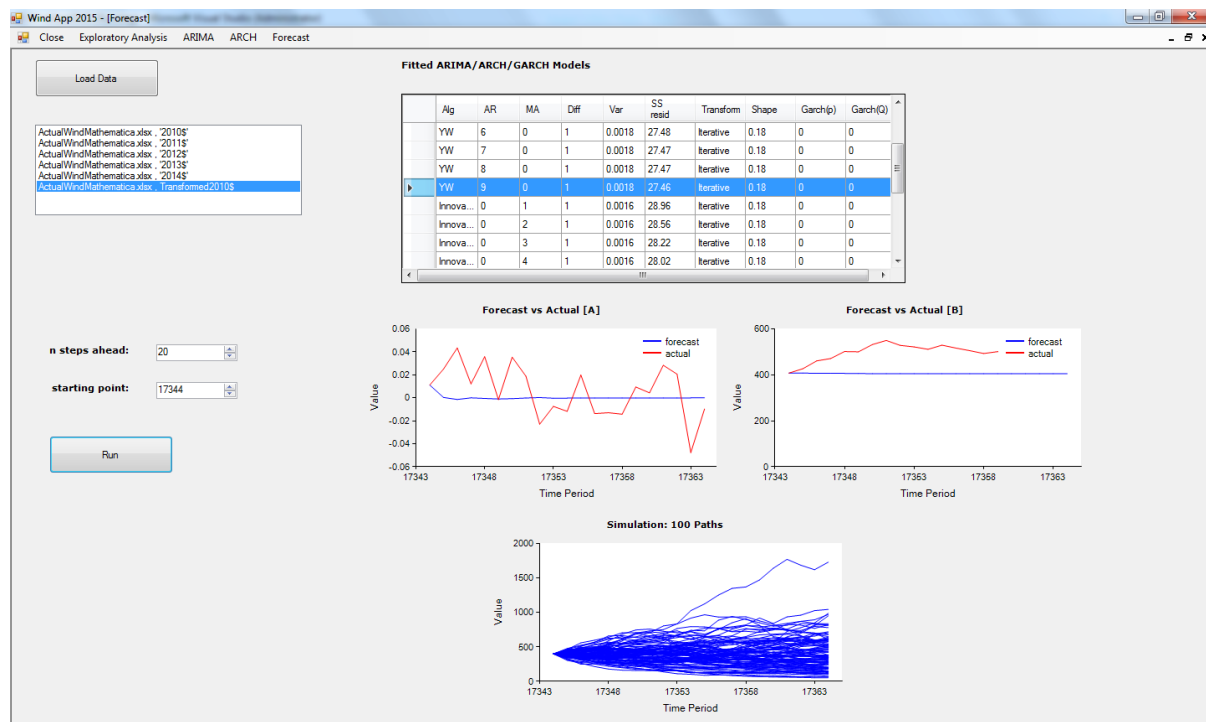 Wind App 2015 - [Forecast]
Close Exploratory Analysis ARIMA ARCH Forecast
Load Data
ActualWindMathematica.xlsx , '2010$'
ActualWindMathematica.xlsx , '2011$'
ActualWindMathematica.xlsx , '2012$'
ActualWindMathematica.xlsx , '2013$'
ActualWindMathematica.xlsx , '2014$'
ActualWindMathematica.xlsx , Transformed2010$
n steps ahead: 20
starting point: 17344
Run
Fitted ARIMA/ARCH/GARCH Models
Alg AR MA Diff Var SS resid Transform Shape Garch(p) Garch(Q)
YW 6 0 1 0.0018 27.48 Iterative 0.18 0 0
YW 7 0 1 0.0018 27.47 Iterative 0.18 0 0
YW 8 0 1 0.0018 27.47 Iterative 0.18 0 0
YW 9 0 1 0.0018 27.46 Iterative 0.18 0 0
Innova... 0 1 1 0.0016 28.96 Iterative 0.18 0 0
Innova... 0 2 1 0.0016 28.56 Iterative 0.18 0 0
Innova... 0 3 1 0.0016 28.22 Iterative 0.18 0 0
Innova... 0 4 1 0.0016 28.02 Iterative 0.18 0 0
Forecast vs Actual [A]
forecast
actual
0.06
0.04
0.02
0
-0.02
-0.04
-0.06
Value
17343 17348 17353 17358 17363
Time Period
Forecast vs Actual [B]
forecast
actual
600
400
200
0
Value
17343 17348 17353 17358 17363
Time Period
Simulation: 100 Paths
2000
1500
1000
500
0
Value
17343 17348 17353 17358 17363
Time Period